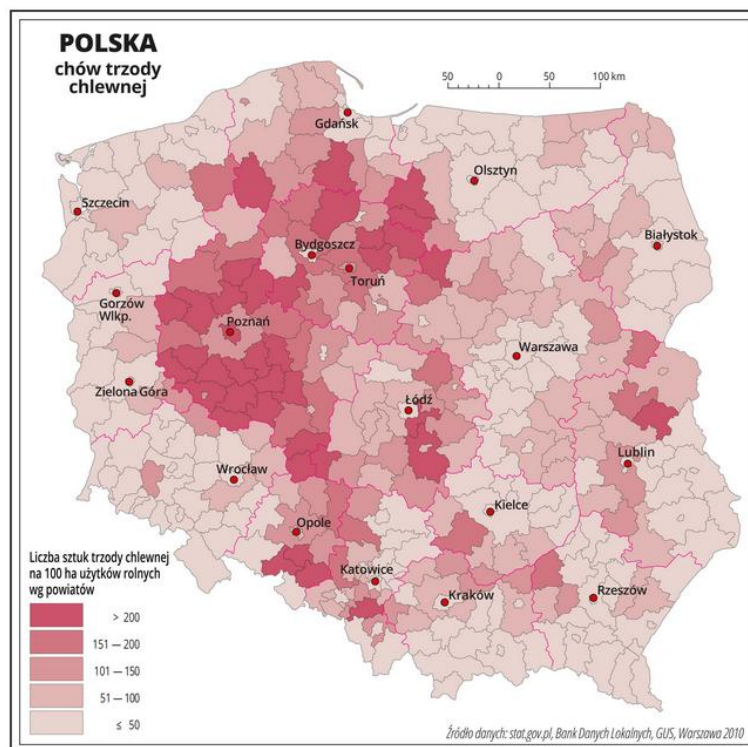 POLSKA
chów trzody
chlewnej
50 0 50 100 km
Gdańsk
Olsztyn
Szczecin
Białystok
Bydgoszcz
Toruń
Gorzów
Wlkp.
Poznań
Warszawa
Zielona Góra
Łódź
Lublin
Wrocław
Kielce
Opole
Katowice
Kraków
Rzeszów
Liczba sztuk trzody chlewnej
na 100 ha użytków rolnych
wg powiatów
> 200
151 — 200
101 — 150
51 — 100
≤ 50
Źródło danych: stat.gov.pl, Bank Danych Lokalnych, GUS, Warszawa 2010